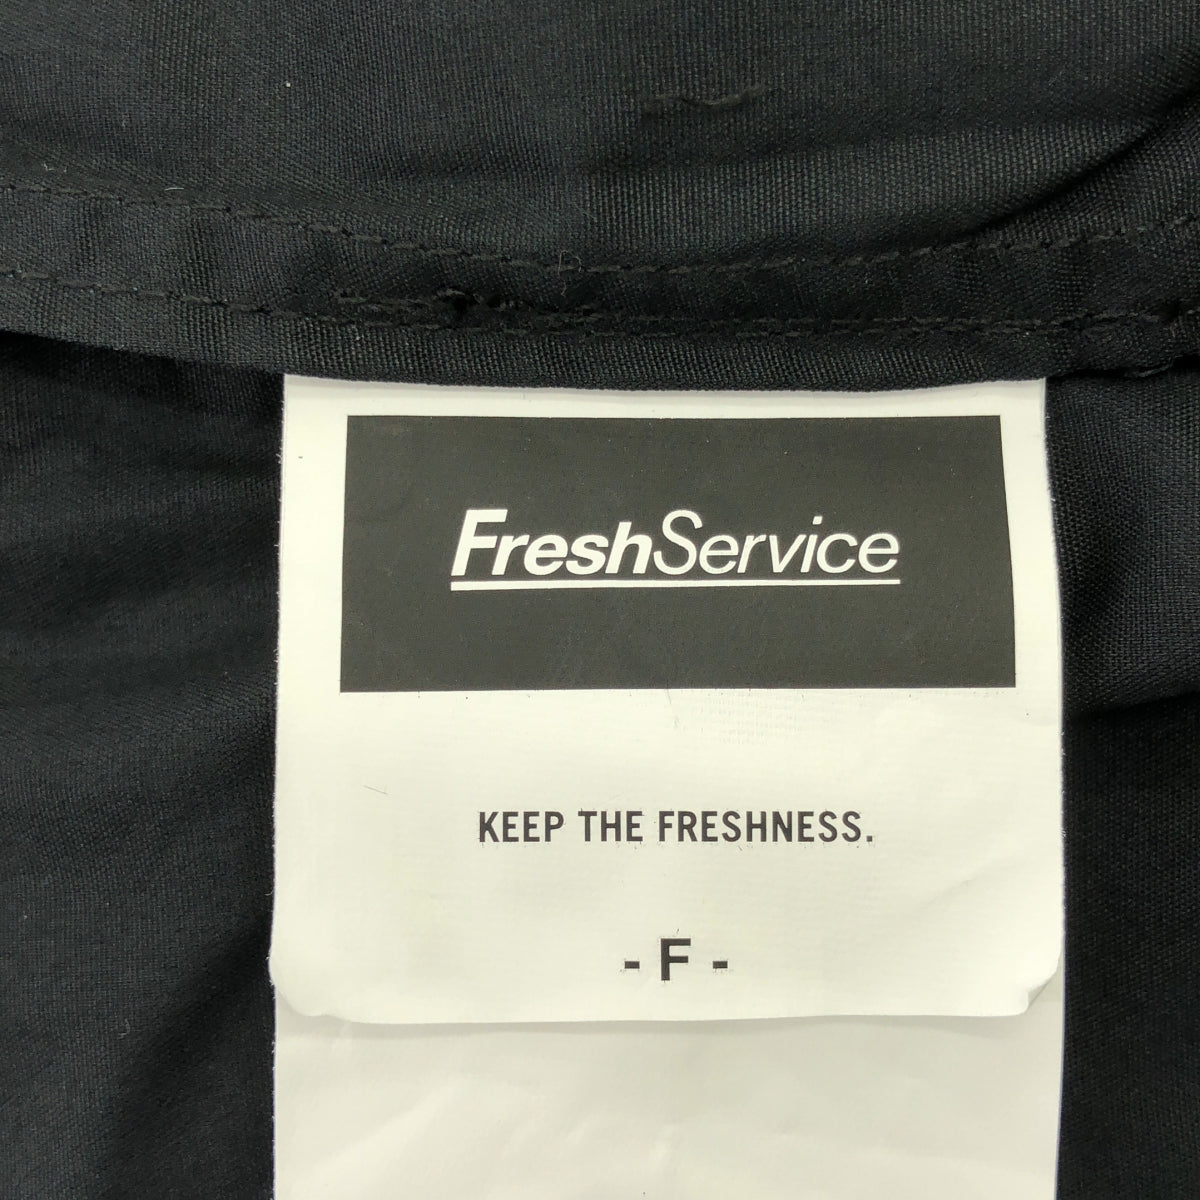 FreshService
KEEP THE FRESHNESS.
- F -